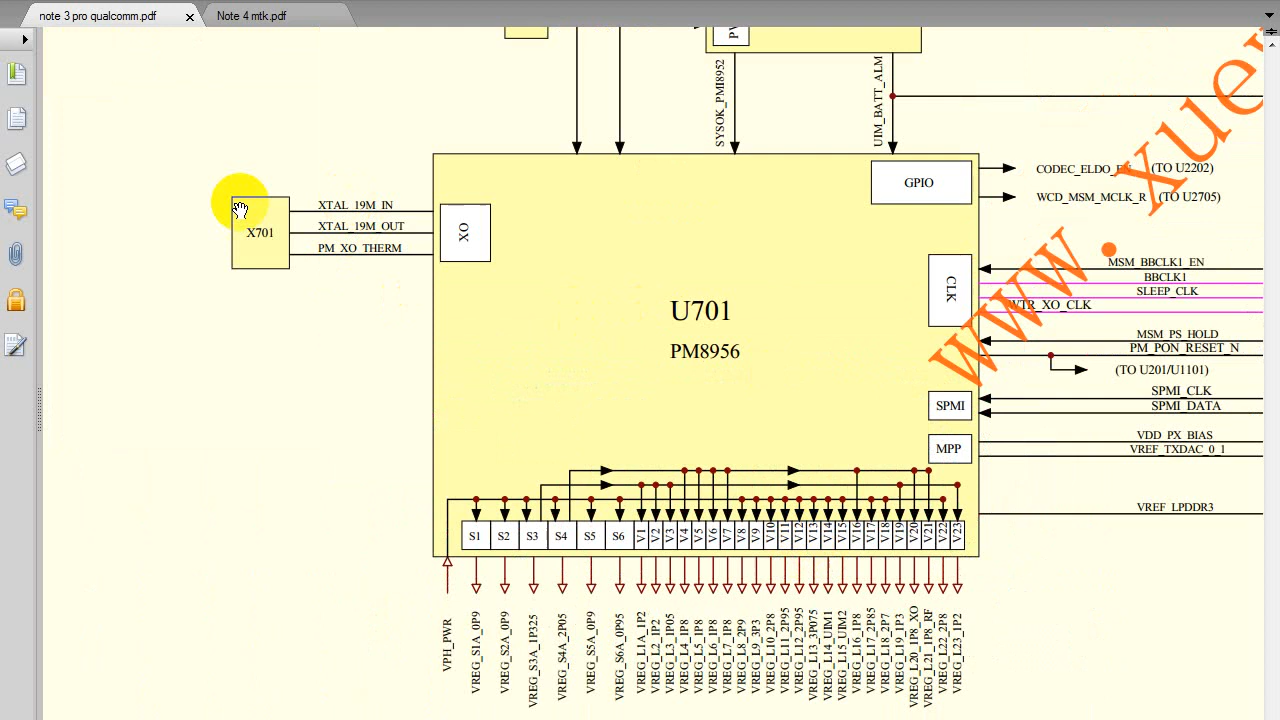 note 3 pro qualcomm.pdf
Note 4 mtk.pdf
SYSOK_PMI8952
UIM_BATT_ALM
GPIO
CODEC_ELDO_EN (TO U2202)
WCD_MSM_MCLK_R (TO U2705)
X701
XTAL_19M_IN
XTAL_19M_OUT
PM_XO_THERM
XO
CLK
MSM_BBCLK1_EN
BBCLK1
SLEEP_CLK
WTR_XO_CLK
U701
PM8956
MSM_PS_HOLD
PM_PON_RESET_N
(TO U201/U1101)
SPMI
SPMI_CLK
SPMI_DATA
MPP
VDD_PX_BIAS
VREF_TXDAC_0_1
VREF_LPDDR3
S1 S2 S3 S4 S5 S6 V1 V2 V3 V4 V5 V6 V7 V8 V9 V10 V11 V12 V13 V14 V15 V16 V17 V18 V19 V20 V21 V22 V23
VPH_PWR
VREG_S1A_0P9
VREG_S2A_0P9
VREG_S3A_1P325
VREG_S4A_2P05
VREG_S5A_0P9
VREG_S6A_0P95
VREG_L1A_1P2
VREG_L2_1P2
VREG_L3_1P05
VREG_L4_1P8
VREG_L5_1P8
VREG_L6_1P8
VREG_L7_1P8
VREG_L8_2P9
VREG_L9_3P3
VREG_L10_2P8
VREG_L11_2P95
VREG_L12_2P95
VREG_L13_3P075
VREG_L14_UIM1
VREG_L15_UIM2
VREG_L16_1P8
VREG_L17_2P85
VREG_L18_2P7
VREG_L19_1P3
VREG_L20_1P8_XO
VREG_L21_1P8_RF
VREG_L22_2P8
VREG_L23_1P2
www.xue